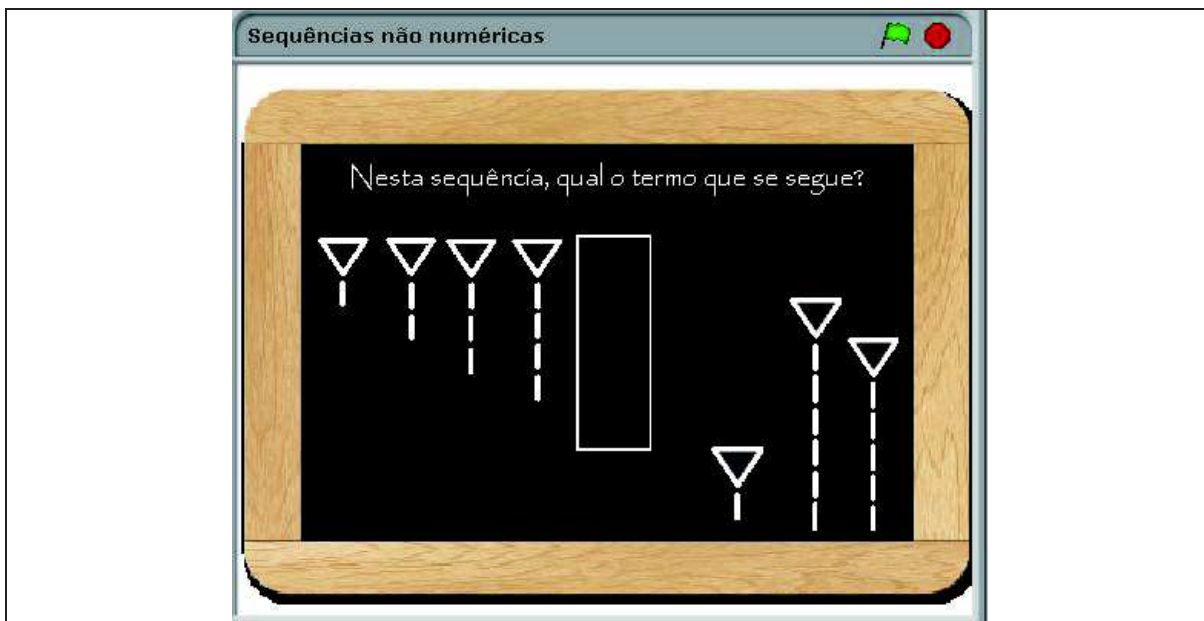 Sequências não numéricas
Nesta sequência, qual o termo que se segue?